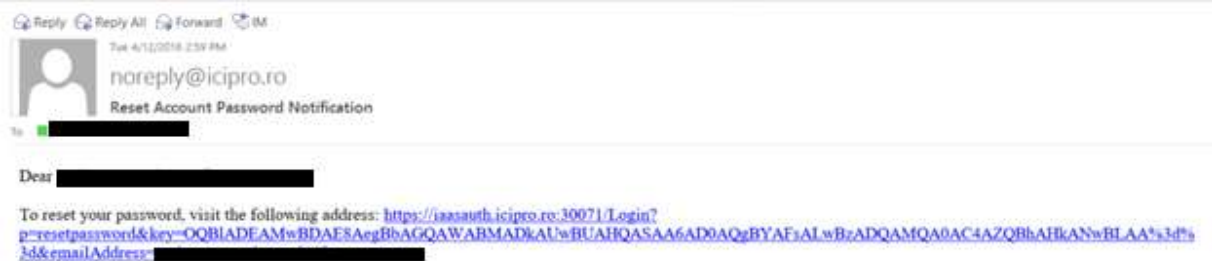 Reply Reply All Forward IM
Tue 4/12/2016 2:59 PM
noreply@icipro.ro
Reset Account Password Notification
To
Dear
To reset your password, visit the following address: https://iaasauth.icipro.ro:30071/Login?
p=resetpassword&key=OQBlADEAMwBDAE8AegBbAGQAWABMADkAUwBUAHQASAA6AD0AQgBYAFsALwBzADQAMQA0AC4AZQBhAHkANwBLAA%3d%
3d&emailAddress=